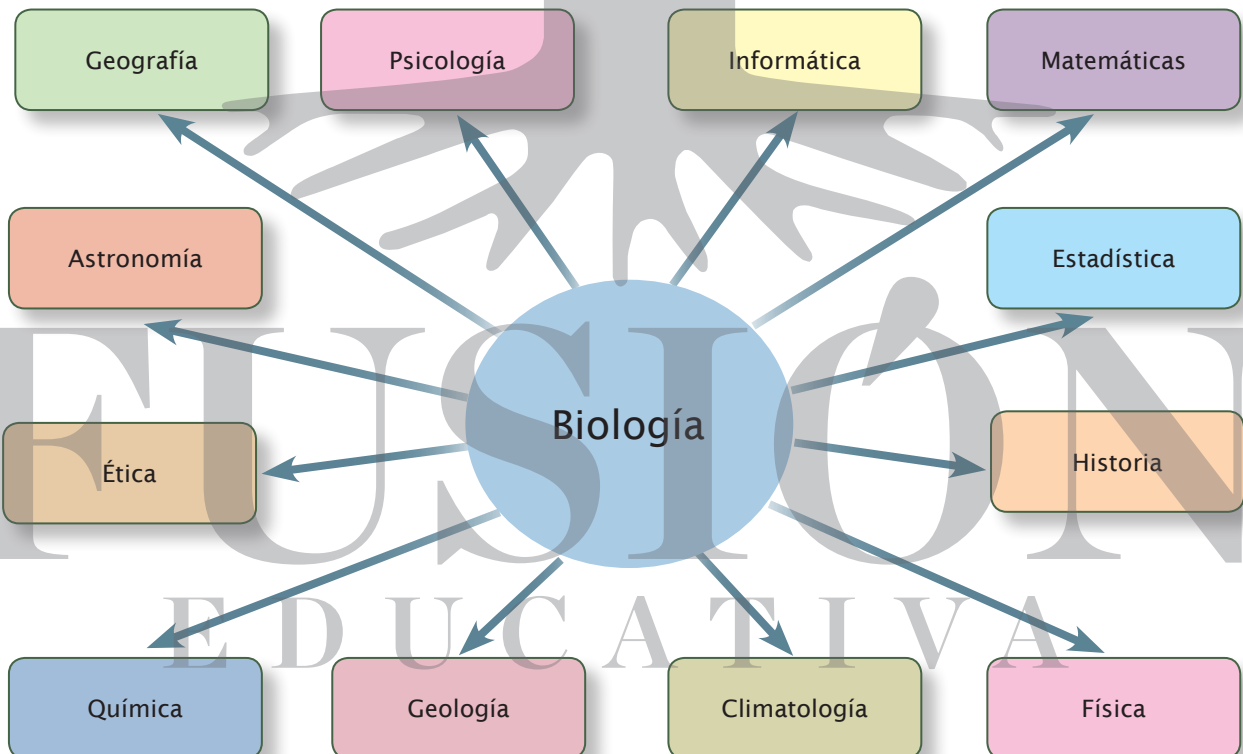 Geografía
Psicología
Informática
Matemáticas
Astronomía
Estadística
Biología
Ética
Historia
Química
Geología
Climatología
Física
FUSIÓN
EDUCATIVA